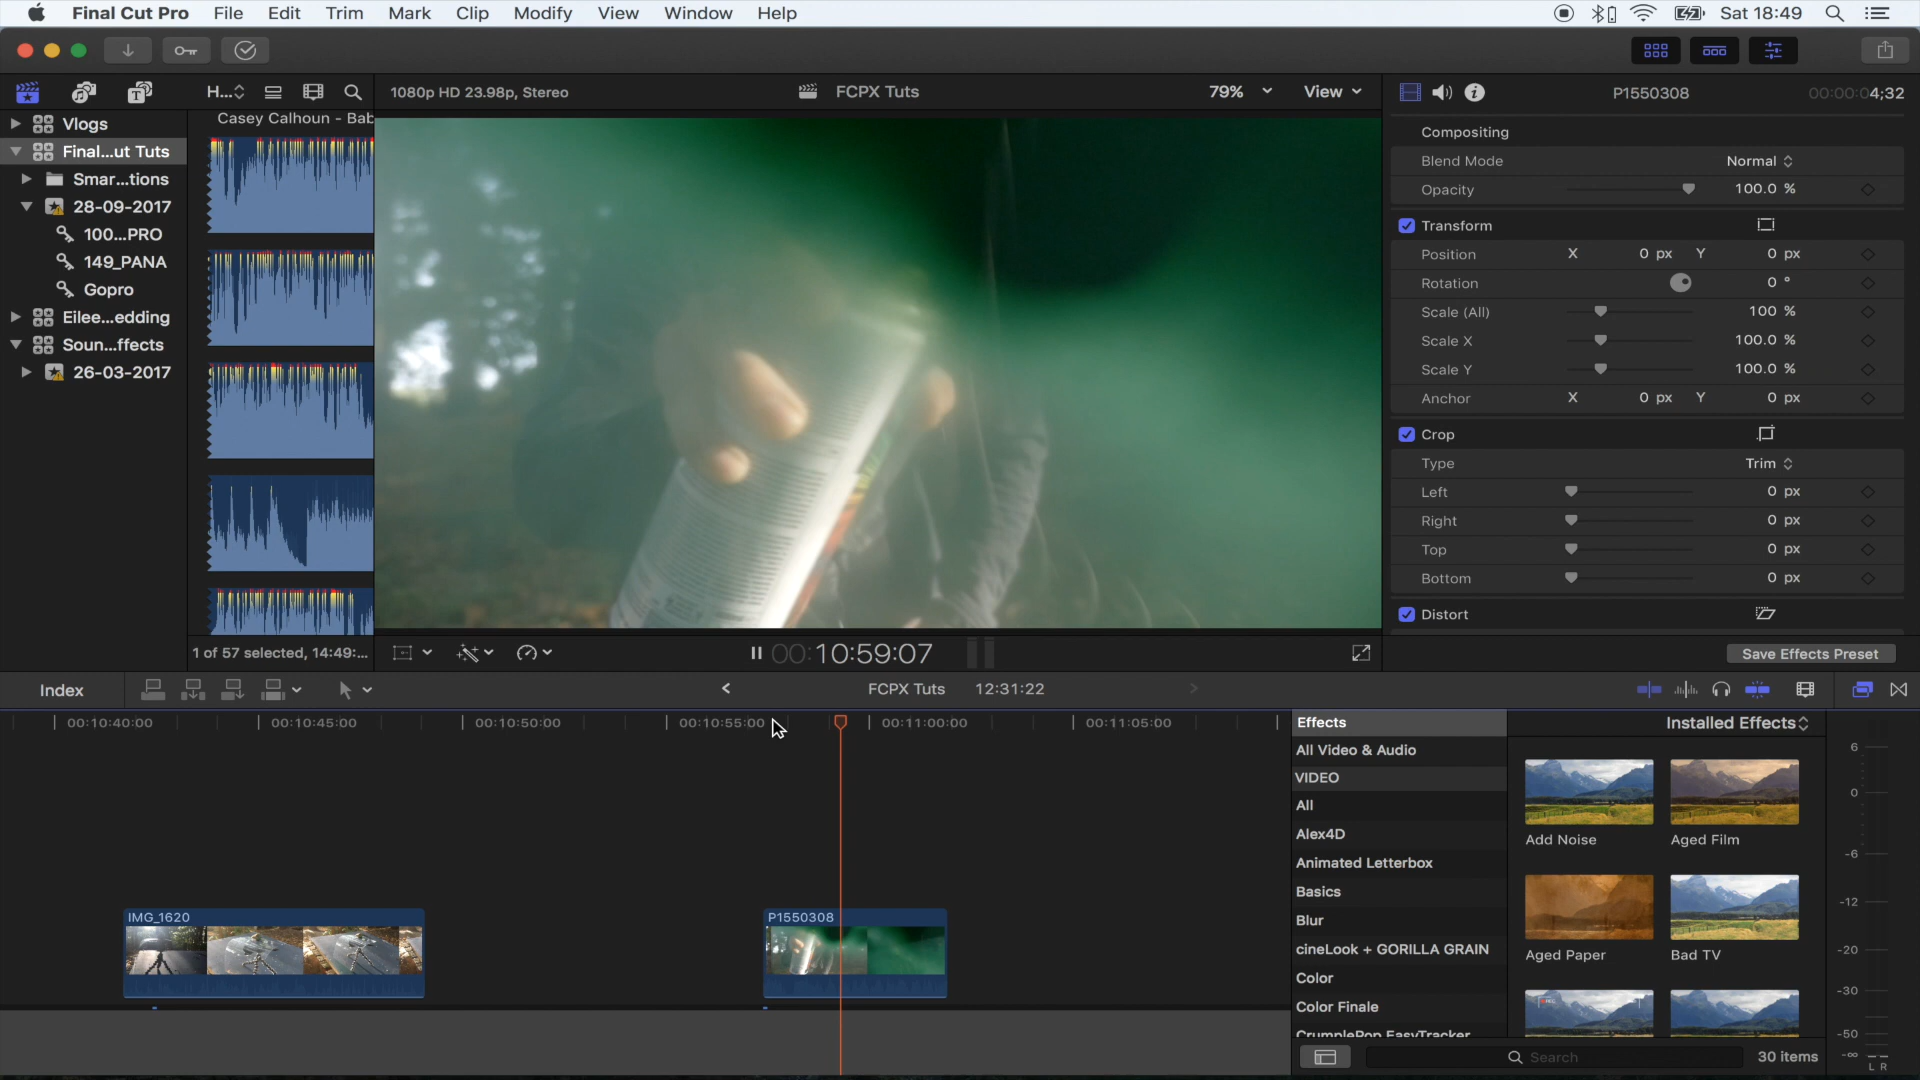 Final Cut Pro File Edit Trim Mark Clip Modify View Window Help Sat 18:49
H...
1080p HD 23.98p, Stereo
FCPX Tuts
79%
View
P1550308
00:00:04;32
Vlogs
Final...ut Tuts
Smar...tions
28-09-2017
100...PRO
149_PANA
Gopro
Eilee...edding
Soun...ffects
26-03-2017
Casey Calhoun - Bab
1 of 57 selected, 14:49:...
00:10:59:07
Compositing
Blend Mode Normal
Opacity 100.0 %
Transform
Position X 0 px Y 0 px
Rotation 0 °
Scale (All) 100 %
Scale X 100.0 %
Scale Y 100.0 %
Anchor X 0 px Y 0 px
Crop
Type Trim
Left 0 px
Right 0 px
Top 0 px
Bottom 0 px
Distort
Save Effects Preset
Index
FCPX Tuts 12:31:22
00:10:40:00 00:10:45:00 00:10:50:00 00:10:55:00 00:11:00:00 00:11:05:00
IMG_1620
P1550308
Effects
All Video & Audio
VIDEO
All
Alex4D
Animated Letterbox
Basics
Blur
cineLook + GORILLA GRAIN
Color
Color Finale
CrumplePop EasyTracker
Installed Effects
Add Noise
Aged Film
Aged Paper
Bad TV
Search
30 items
6
0
-6
-12
-20
-30
-50
-∞
L R